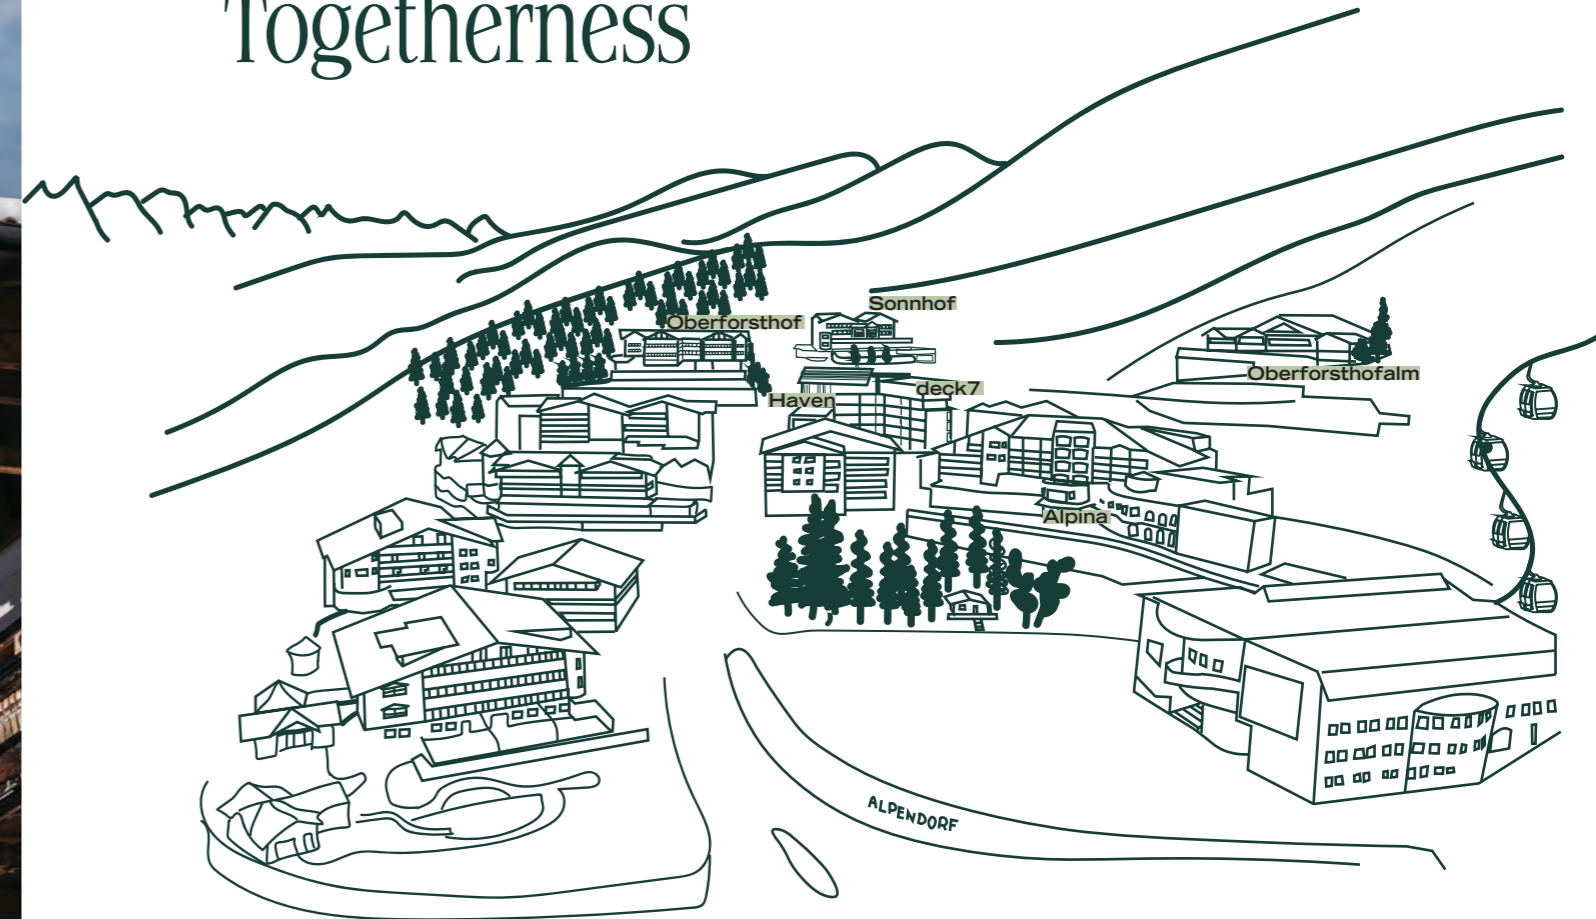 Togetherness
Sonnhof
Oberforsthof
Oberforsthofalm
deck7
Haven
Alpina
ALPENDORF